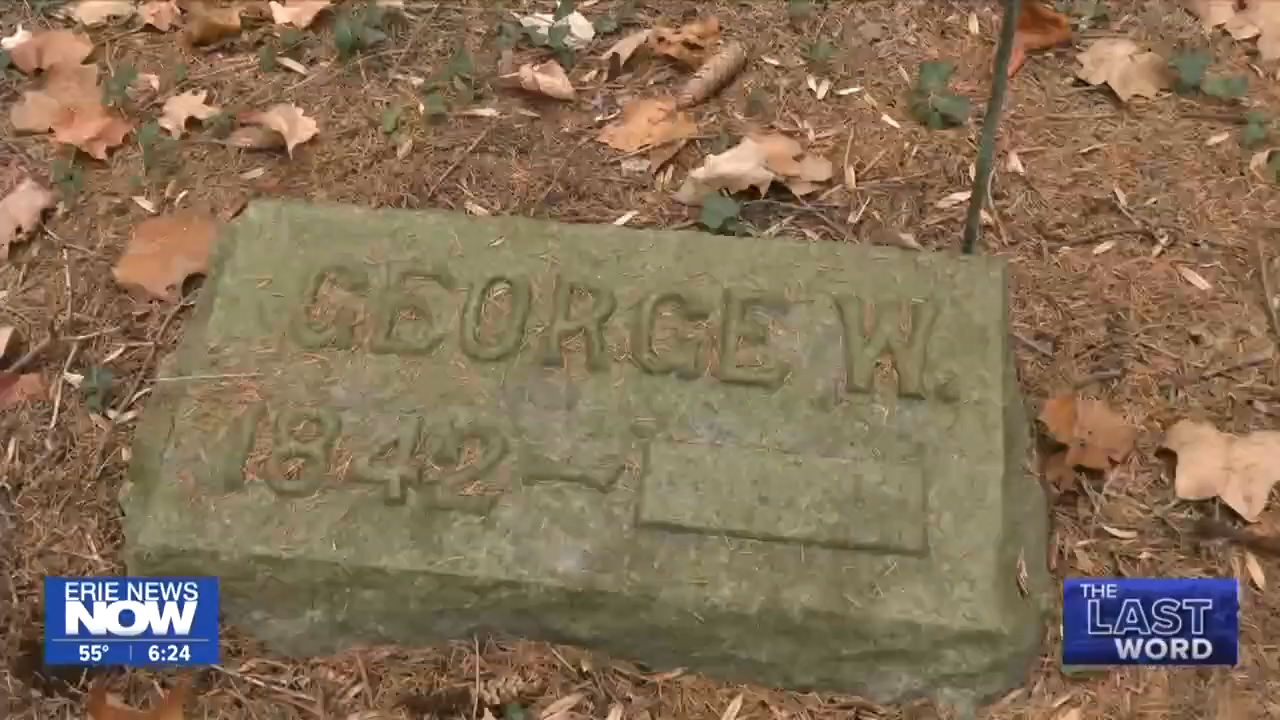 GEORGE W.
1842 –
ERIE NEWS
NOW
55° | 6:24
THE
LAST
WORD